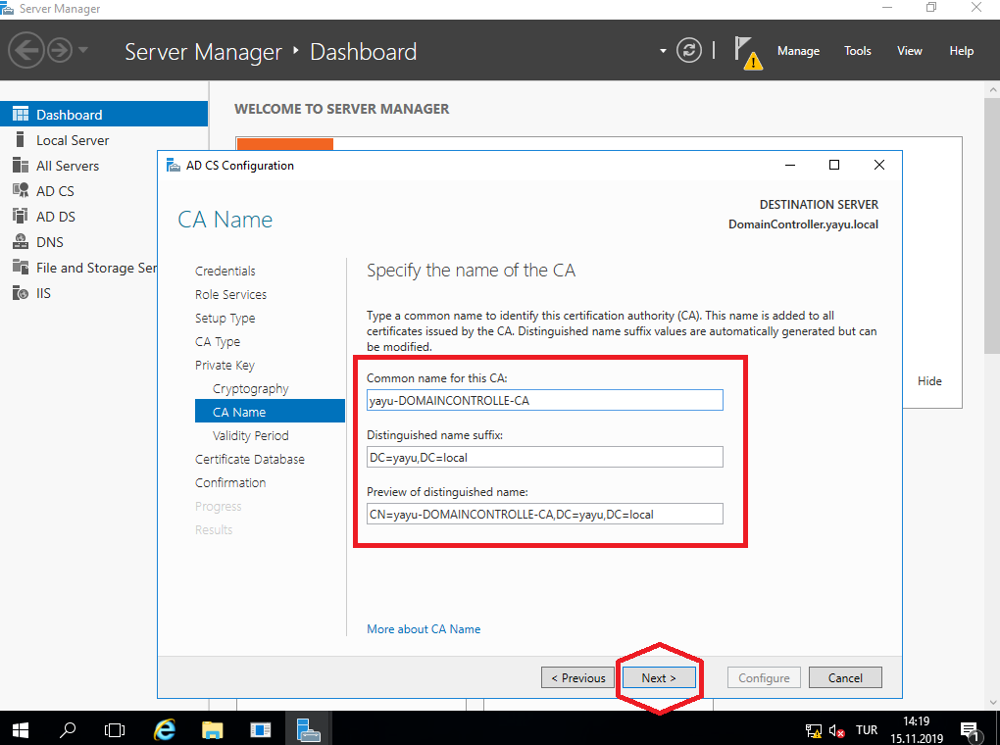 Server Manager
Server Manager • Dashboard
Manage Tools View Help
Dashboard
Local Server
All Servers
AD CS
AD DS
DNS
File and Storage Ser
IIS
WELCOME TO SERVER MANAGER
Hide
AD CS Configuration
CA Name
DESTINATION SERVER
DomainController.yayu.local
Credentials
Role Services
Setup Type
CA Type
Private Key
Cryptography
CA Name
Validity Period
Certificate Database
Confirmation
Progress
Results
Specify the name of the CA
Type a common name to identify this certification authority (CA). This name is added to all
certificates issued by the CA. Distinguished name suffix values are automatically generated but can
be modified.
Common name for this CA:
yayu-DOMAINCONTROLLE-CA
Distinguished name suffix:
DC=yayu,DC=local
Preview of distinguished name:
CN=yayu-DOMAINCONTROLLE-CA,DC=yayu,DC=local
More about CA Name
< Previous Next > Configure Cancel
TUR
14:19
15.11.2019
1